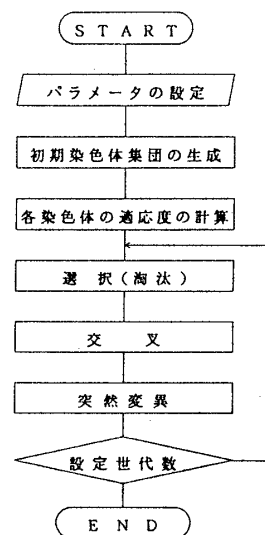 START
パラメータの設定
初期染色体集団の生成
各染色体の適応度の計算
選択(淘汰)
交叉
突然変異
設定世代数
END